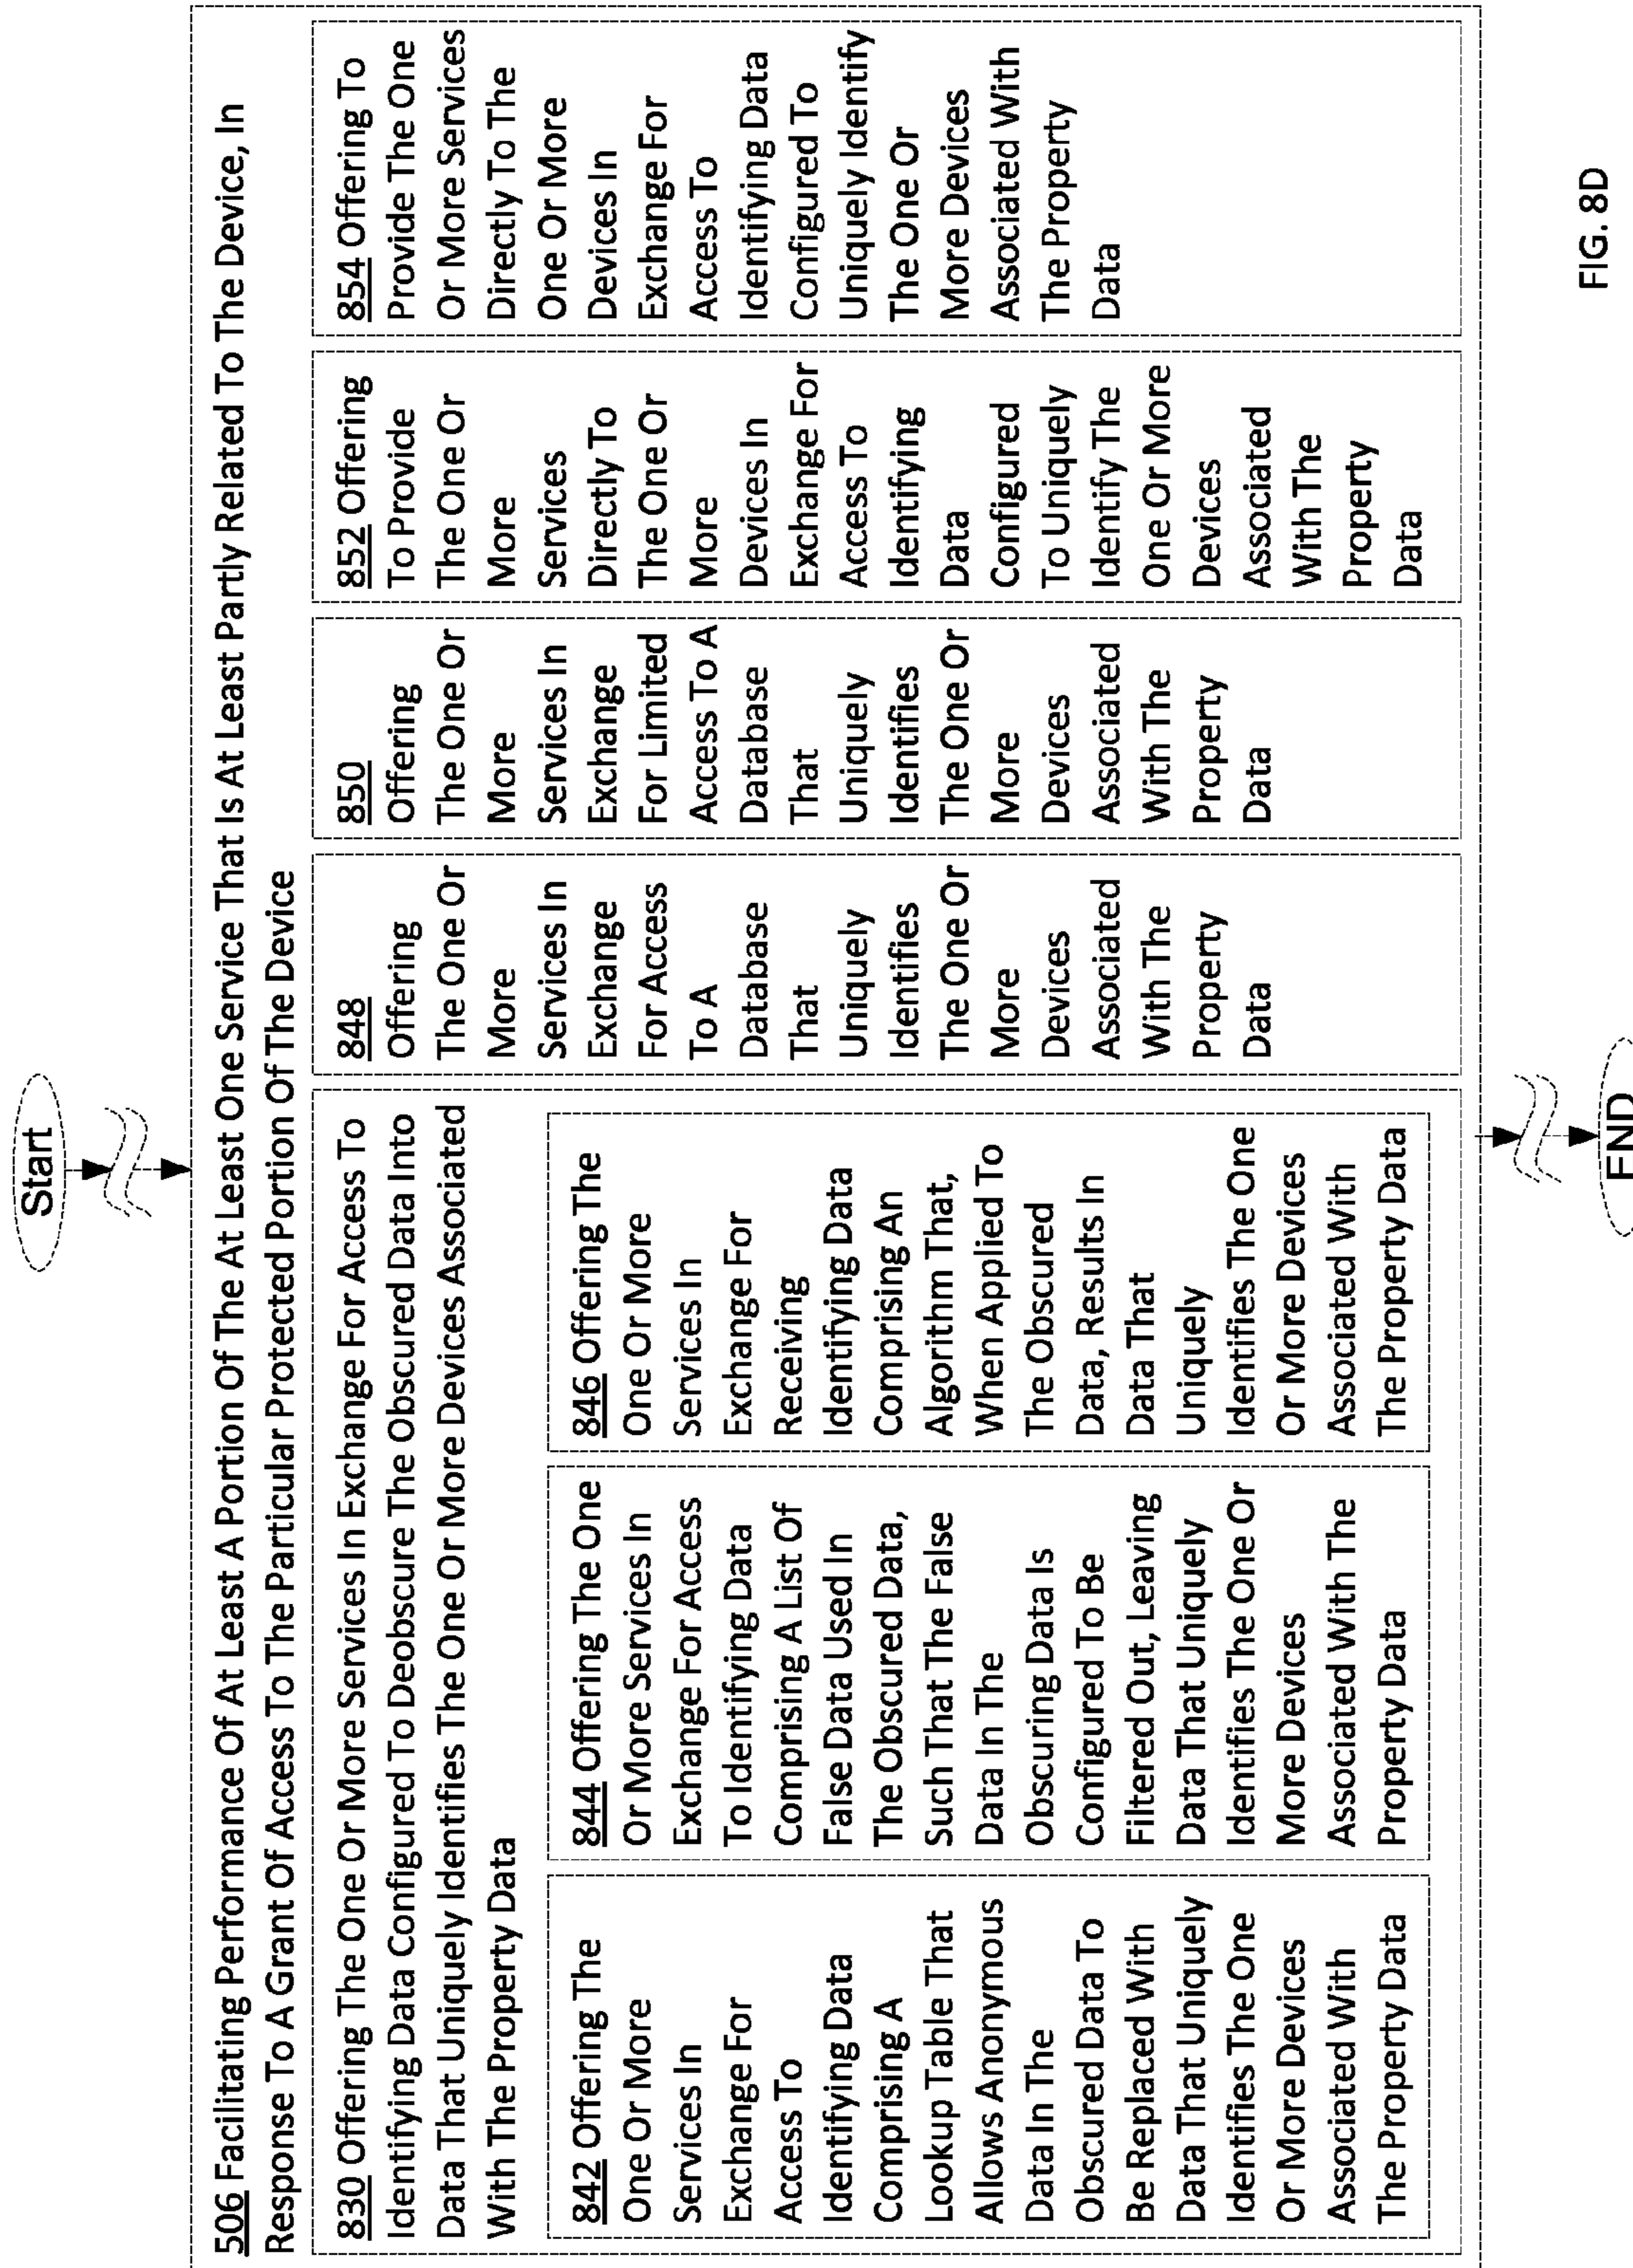 Start
506 Facilitating Performance Of At Least A Portion Of The At Least One Service That Is At Least Partly Related To The Device, In
Response To A Grant Of Access To The Particular Protected Portion Of The Device
830 Offering The One Or More Services In Exchange For Access To
Identifying Data Configured To Deobscure The Obscured Data Into
Data That Uniquely Identifies The One Or More Devices Associated
With The Property Data
842 Offering The
One Or More
Services In
Exchange For
Access To
Identifying Data
Comprising A
Lookup Table That
Allows Anonymous
Data In The
Obscured Data To
Be Replaced With
Data That Uniquely
Identifies The One
Or More Devices
Associated With
The Property Data
844 Offering The One
Or More Services In
Exchange For Access
To Identifying Data
Comprising A List Of
False Data Used In
The Obscured Data,
Such That The False
Data In The
Obscuring Data Is
Configured To Be
Filtered Out, Leaving
Data That Uniquely
Identifies The One Or
More Devices
Associated With The
Property Data
846 Offering The
One Or More
Services In
Exchange For
Receiving
Identifying Data
Comprising An
Algorithm That,
When Applied To
The Obscured
Data, Results In
Data That
Uniquely
Identifies The One
Or More Devices
Associated With
The Property Data
848
Offering
The One Or
More
Services In
Exchange
For Access
To A
Database
That
Uniquely
Identifies
The One Or
More
Devices
Associated
With The
Property
Data
850
Offering
The One Or
More
Services In
Exchange
For Limited
Access To A
Database
That
Uniquely
Identifies
The One Or
More
Devices
Associated
With The
Property
Data
852 Offering
To Provide
The One Or
More
Services
Directly To
The One Or
More
Devices In
Exchange For
Access To
Identifying
Data
Configured
To Uniquely
Identify The
One Or More
Devices
Associated
With The
Property
Data
854 Offering To
Provide The One
Or More Services
Directly To The
One Or More
Devices In
Exchange For
Access To
Identifying Data
Configured To
Uniquely Identify
The One Or
More Devices
Associated With
The Property
Data
END
FIG. 8D